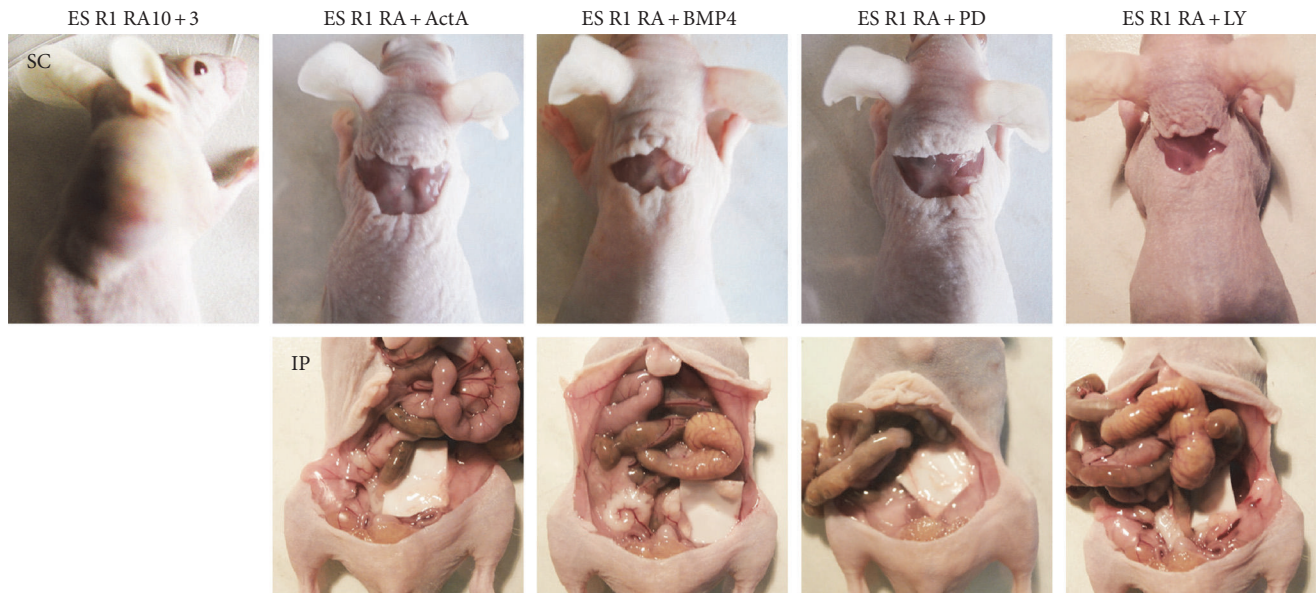 ES R1 RA10 + 3
ES R1 RA + ActA
ES R1 RA + BMP4
ES R1 RA + PD
ES R1 RA + LY
SC
IP